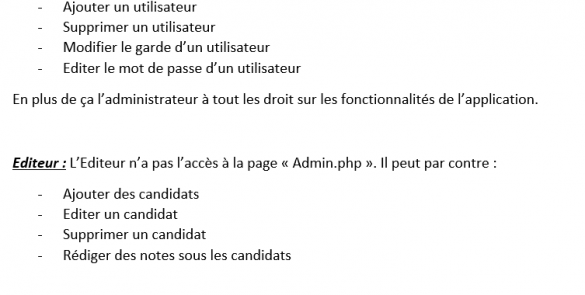 - Ajouter un utilisateur
- Supprimer un utilisateur
- Modifier le garde d’un utilisateur
- Editer le mot de passe d’un utilisateur
En plus de ça l’administrateur à tout les droit sur les fonctionnalités de l’application.
Editeur : L’Editeur n’a pas l’accès à la page « Admin.php ». Il peut par contre :
- Ajouter des candidats
- Editer un candidat
- Supprimer un candidat
- Rédiger des notes sous les candidats